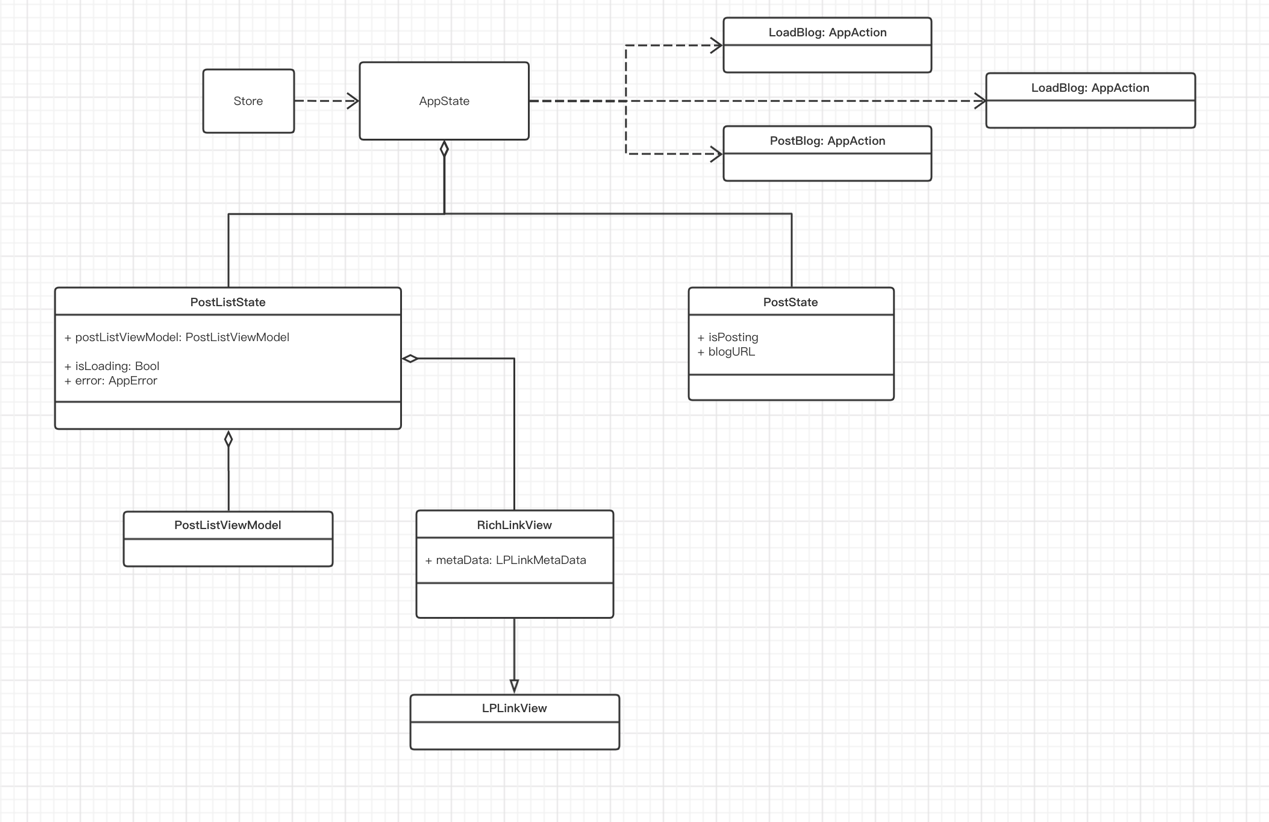 LoadBlog: AppAction
Store
AppState
LoadBlog: AppAction
PostBlog: AppAction
PostListState
+ postListViewModel: PostListViewModel
+ isLoading: Bool
+ error: AppError
PostState
+ isPosting
+ blogURL
PostListViewModel
RichLinkView
+ metaData: LPLinkMetaData
LPLinkView